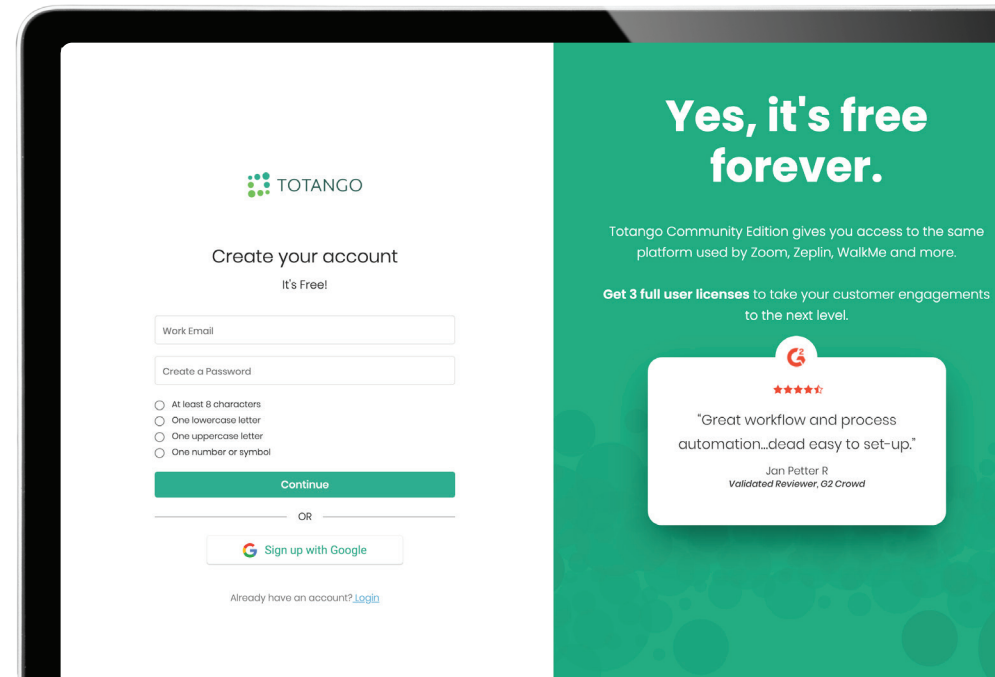 TOTANGO
Create your account
It's Free!
Work Email
Create a Password
At least 8 characters
One lowercase letter
One uppercase letter
One number or symbol
Continue
OR
Sign up with Google
Already have an account? Login
Yes, it's free
forever.
Totango Community Edition gives you access to the same
platform used by Zoom, Zeplin, WalkMe and more.
Get 3 full user licenses to take your customer engagements
to the next level.
G2
“Great workflow and process
automation...dead easy to set-up.”
Jan Petter R
Validated Reviewer, G2 Crowd